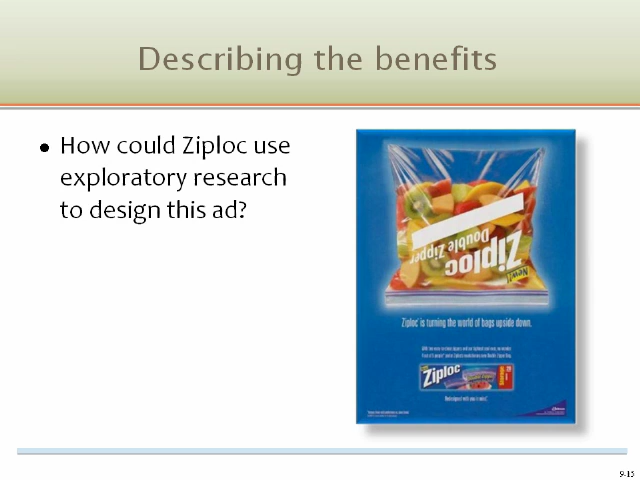 Describing the benefits
● How could Ziploc use
exploratory research
to design this ad?
Ziploc
Double Zipper
New!
Ziploc® is turning the world of bags upside down.
Ziploc
9-15